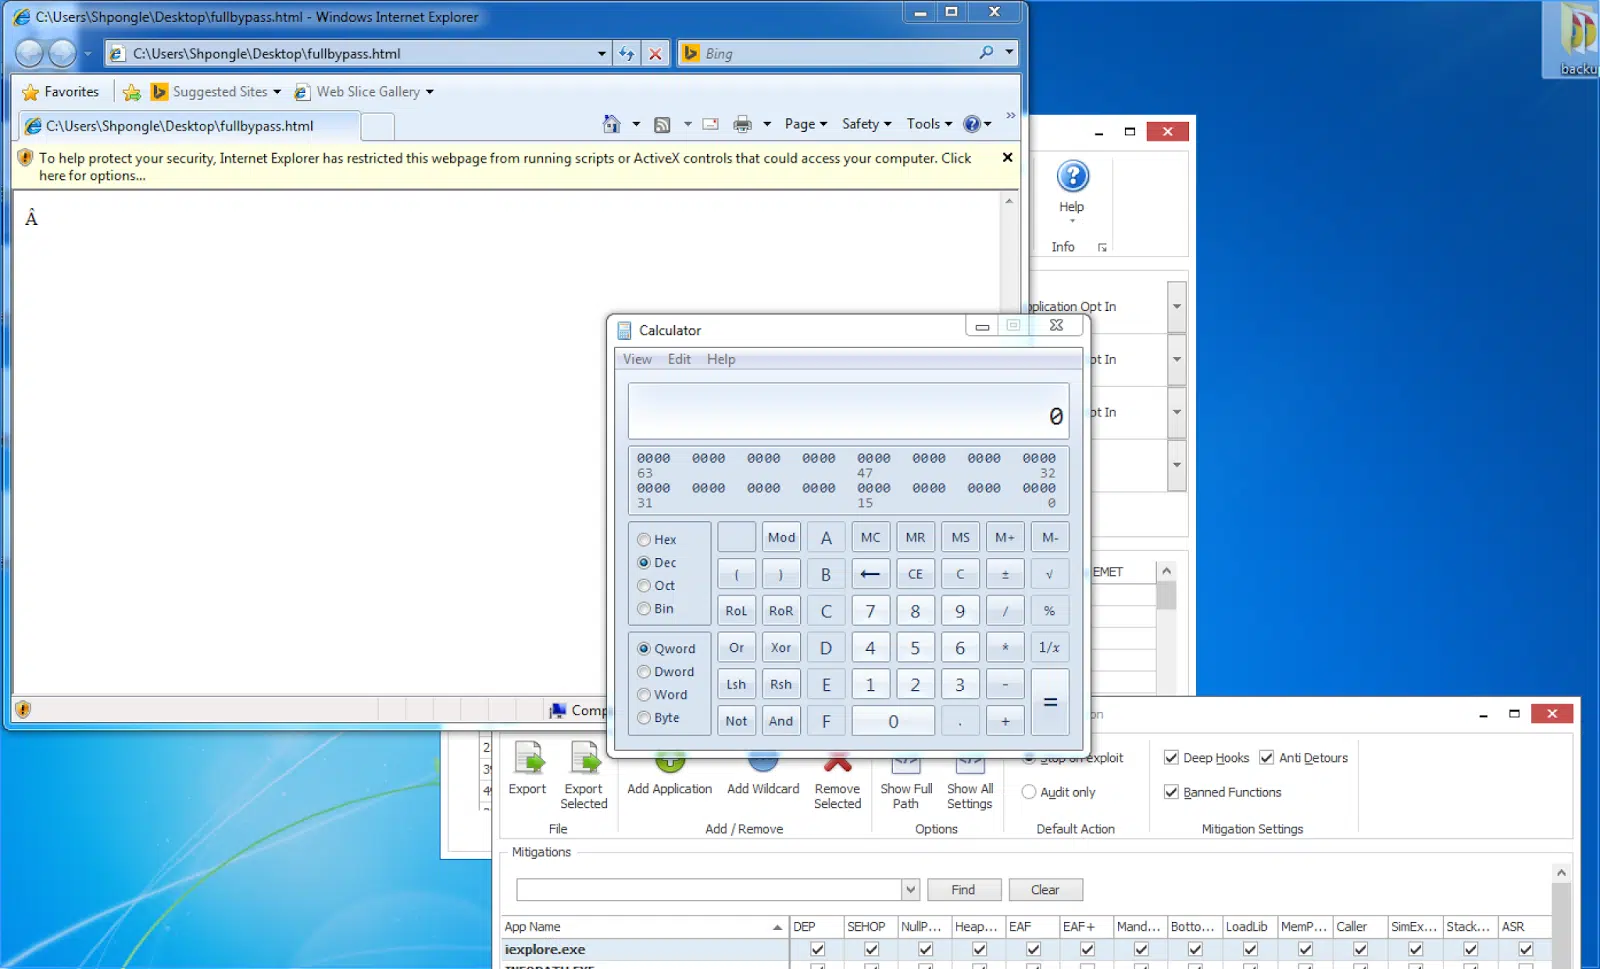 C:\Users\Shpongle\Desktop\fullbypass.html - Windows Internet Explorer
C:\Users\Shpongle\Desktop\fullbypass.html
Bing
Favorites
Suggested Sites
Web Slice Gallery
C:\Users\Shpongle\Desktop\fullbypass.html
Page
Safety
Tools
To help protect your security, Internet Explorer has restricted this webpage from running scripts or ActiveX controls that could access your computer. Click
here for options...
Â
backu
Help
Info
plication Opt In
pt In
pt In
EMET
Calculator
View Edit Help
0
0000 0000 0000 0000 0000 0000 0000 0000
63 47 32
0000 0000 0000 0000 0000 0000 0000 0000
31 15 0
Hex
Dec
Oct
Bin
Qword
Dword
Word
Byte
Mod A MC MR MS M+ M-
( ) B ← CE C ± √
RoL RoR C 7 8 9 / %
Or Xor D 4 5 6 * 1/x
Lsh Rsh E 1 2 3 - =
Not And F 0 . +
Comp
on
Export
Export
Selected
File
Add Application
Add Wildcard
Remove
Selected
Add / Remove
Show Full
Path
Show All
Settings
Options
Stop on exploit
Audit only
Default Action
Deep Hooks
Anti Detours
Banned Functions
Mitigation Settings
Mitigations
Find
Clear
App Name DEP SEHOP NullP... Heap... EAF EAF+ Mand... Botto... LoadLib MemP... Caller SimEx... Stack... ASR
iexplore.exe